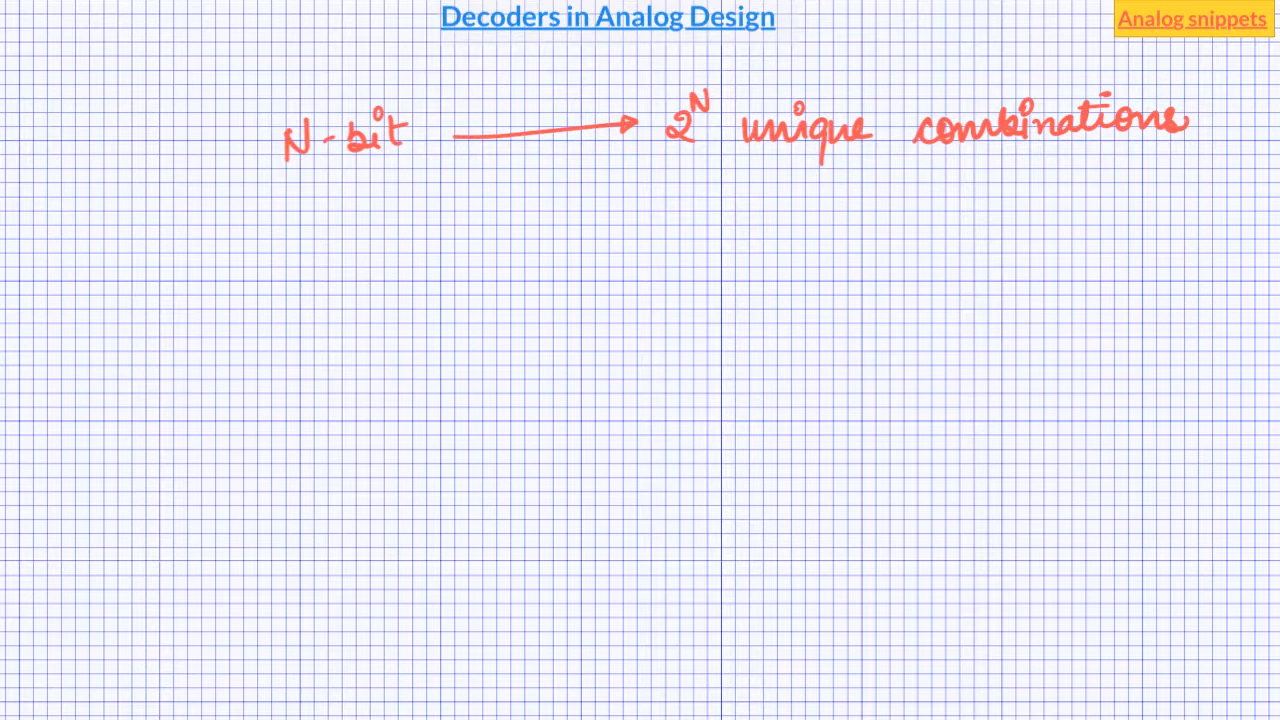 Decoders in Analog Design
Analog snippets
N-bit → 2^N unique combinations